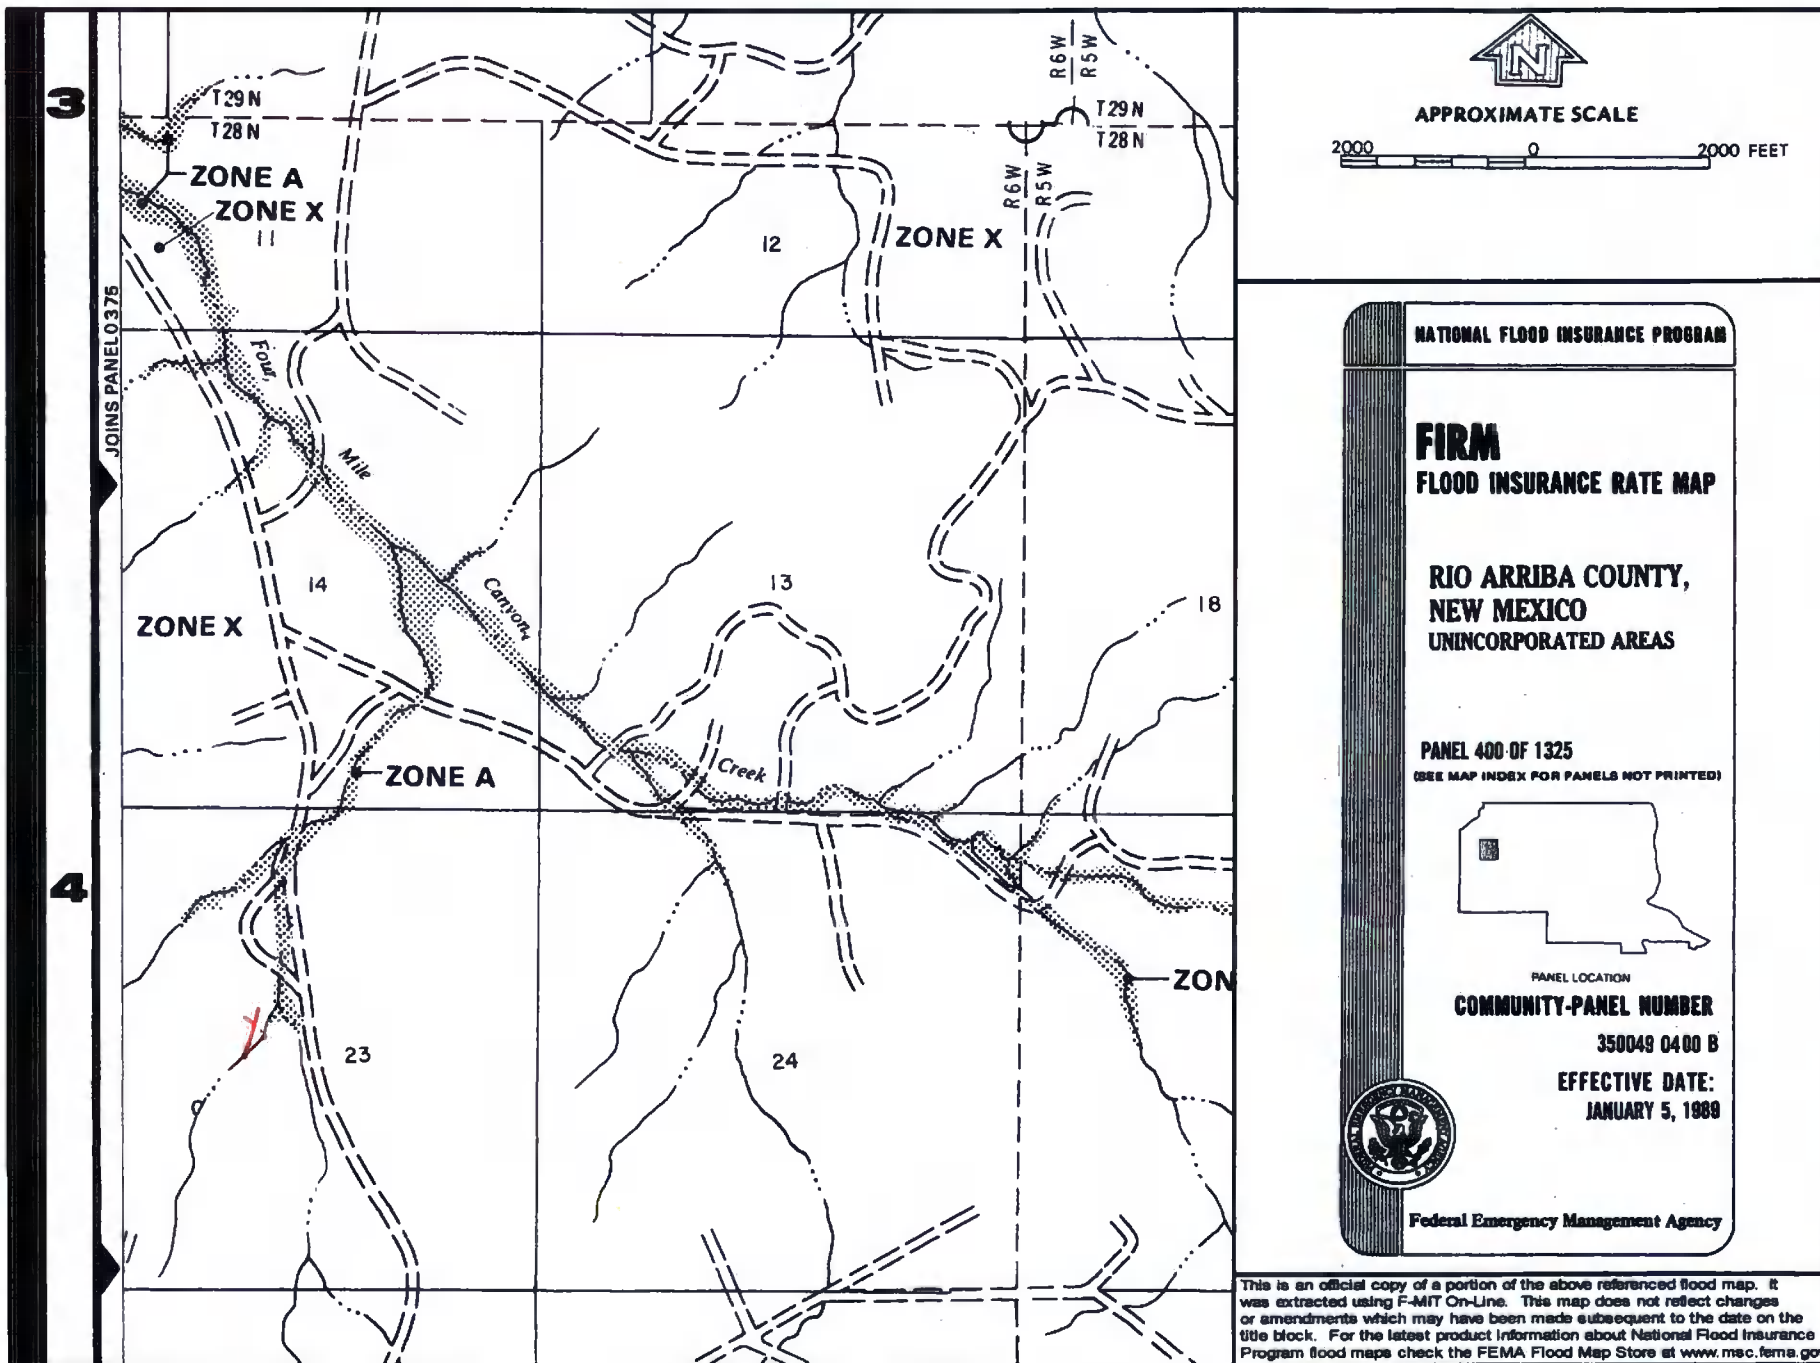 3
T29N
T28N
ZONE A
ZONE X
11
JOINS PANEL 0375
R6W
R5W
T29N
T28N
R6W
R5W
12
ZONE X
Four
Mile
Canyon
Creek
14
13
18
ZONE X
ZONE A
4
ZON
23
24
N
APPROXIMATE SCALE
2000 0 2000 FEET
NATIONAL FLOOD INSURANCE PROGRAM
FIRM
FLOOD INSURANCE RATE MAP
RIO ARRIBA COUNTY,
NEW MEXICO
UNINCORPORATED AREAS
PANEL 400 OF 1325
(SEE MAP INDEX FOR PANELS NOT PRINTED)
PANEL LOCATION
COMMUNITY-PANEL NUMBER
350049 0400 B
EFFECTIVE DATE:
JANUARY 5, 1989
Federal Emergency Management Agency
This is an official copy of a portion of the above referenced flood map. It
was extracted using F-MIT On-Line. This map does not reflect changes
or amendments which may have been made subsequent to the date on the
title block. For the latest product information about National Flood Insurance
Program flood maps check the FEMA Flood Map Store at www.msc.fema.gov